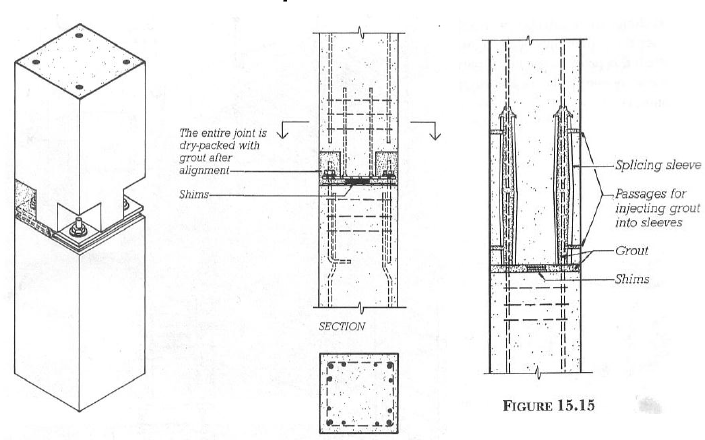 The entire joint is
dry-packed with
grout after
alignment
Shims
SECTION
Splicing sleeve
Passages for
injecting grout
into sleeves
Grout
Shims
FIGURE 15.15